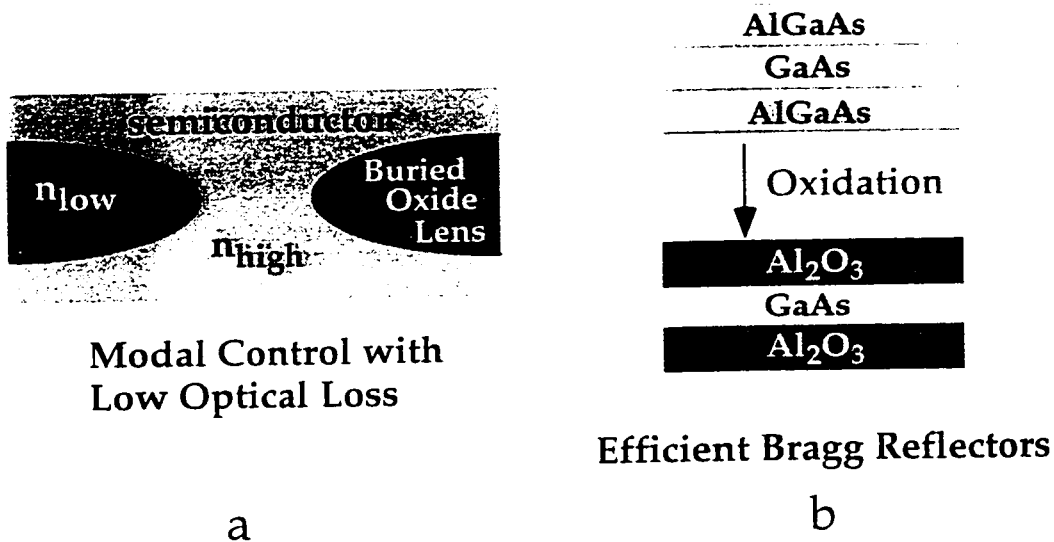 semiconductor
n_low
Buried
Oxide
Lens
n_high
Modal Control with
Low Optical Loss
a
AlGaAs
GaAs
AlGaAs
Oxidation
Al₂O₃
GaAs
Al₂O₃
Efficient Bragg Reflectors
b